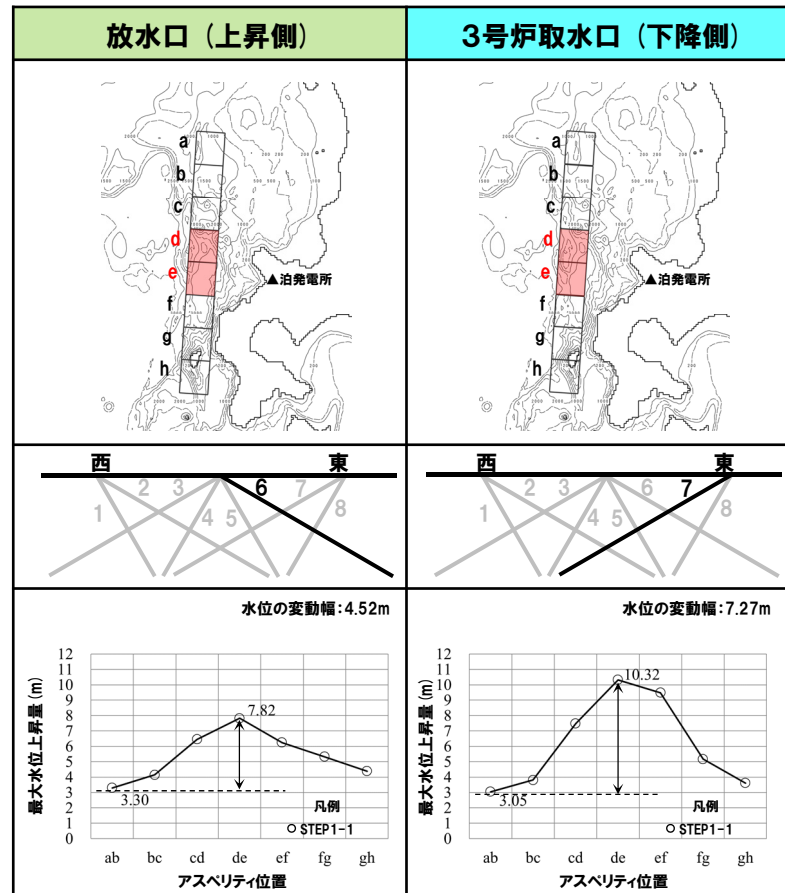 放水口（上昇側）
3号炉取水口（下降側）
a
b
c
d
e
f
g
h
▲泊発電所
a
b
c
d
e
f
g
h
▲泊発電所
西 東
1 2 3 4 5 6 7 8
西 東
1 2 3 4 5 6 7 8
水位の変動幅：4.52m
最大水位上昇量（m）
12
11
10
9
8
7
6
5
4
3
2
1
0
7.82
3.30
凡例
STEP1-1
ab bc cd de ef fg gh
アスペリティ位置
水位の変動幅：7.27m
最大水位上昇量（m）
12
11
10
9
8
7
6
5
4
3
2
1
0
10.32
3.05
凡例
STEP1-1
ab bc cd de ef fg gh
アスペリティ位置